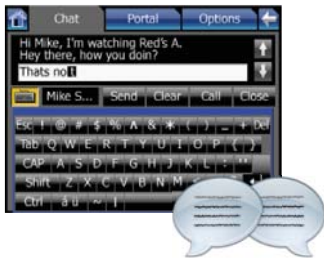 Chat Portal Options
Hi Mike, I'm watching Red's A.
Hey there, how you doin?
Thats not
Mike S... Send Clear Call Close
Esc ! @ # $ % ^ & * ( ) _ + Del
Tab Q W E R T Y U I O P { }
CAP A S D F G H J K L : "
Shift Z X C V B N M
Ctrl á ü ~ |